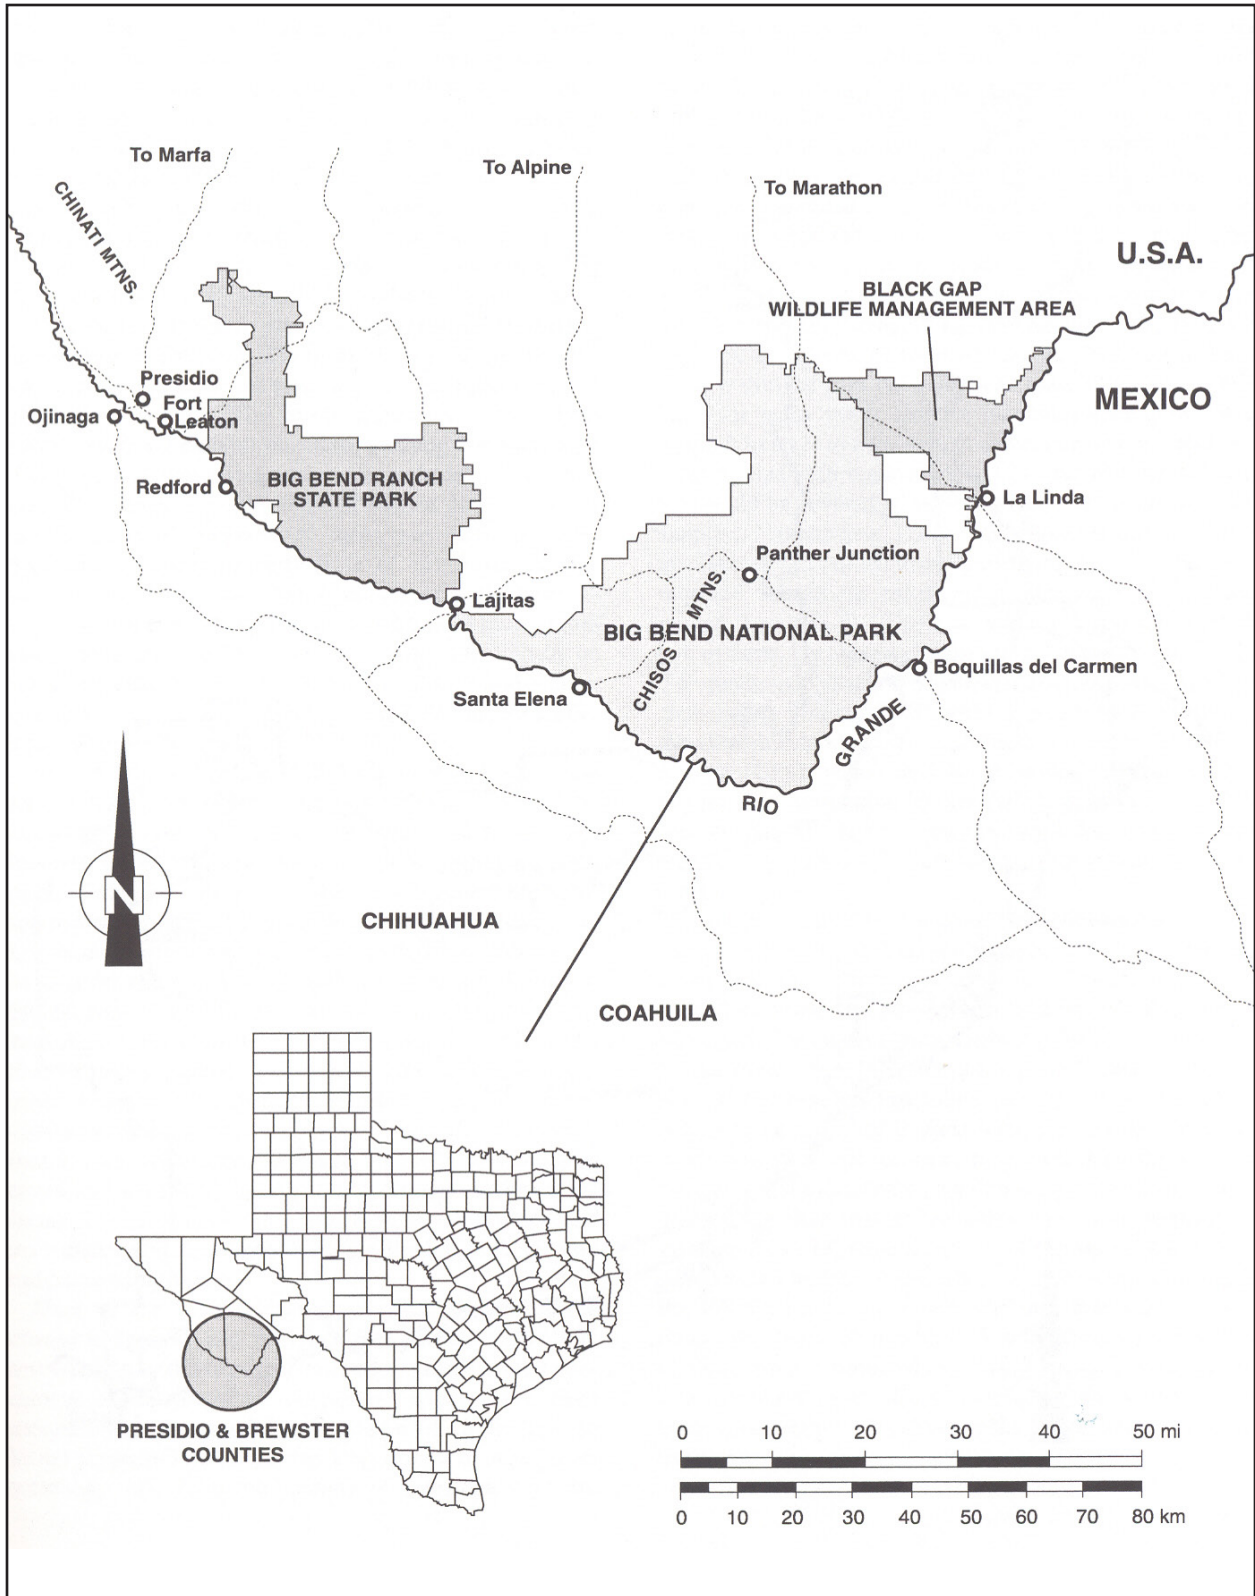 To Marfa
To Alpine
To Marathon
CHINATI MTNS.
U.S.A.
BLACK GAP
WILDLIFE MANAGEMENT AREA
MEXICO
Presidio
Fort
Leaton
Ojinaga
Redford
BIG BEND RANCH
STATE PARK
La Linda
Panther Junction
Lajitas
CHISOS MTNS.
BIG BEND NATIONAL PARK
Boquillas del Carmen
Santa Elena
RIO GRANDE
N
CHIHUAHUA
COAHUILA
PRESIDIO & BREWSTER
COUNTIES
0 10 20 30 40 50 mi
0 10 20 30 40 50 60 70 80 km